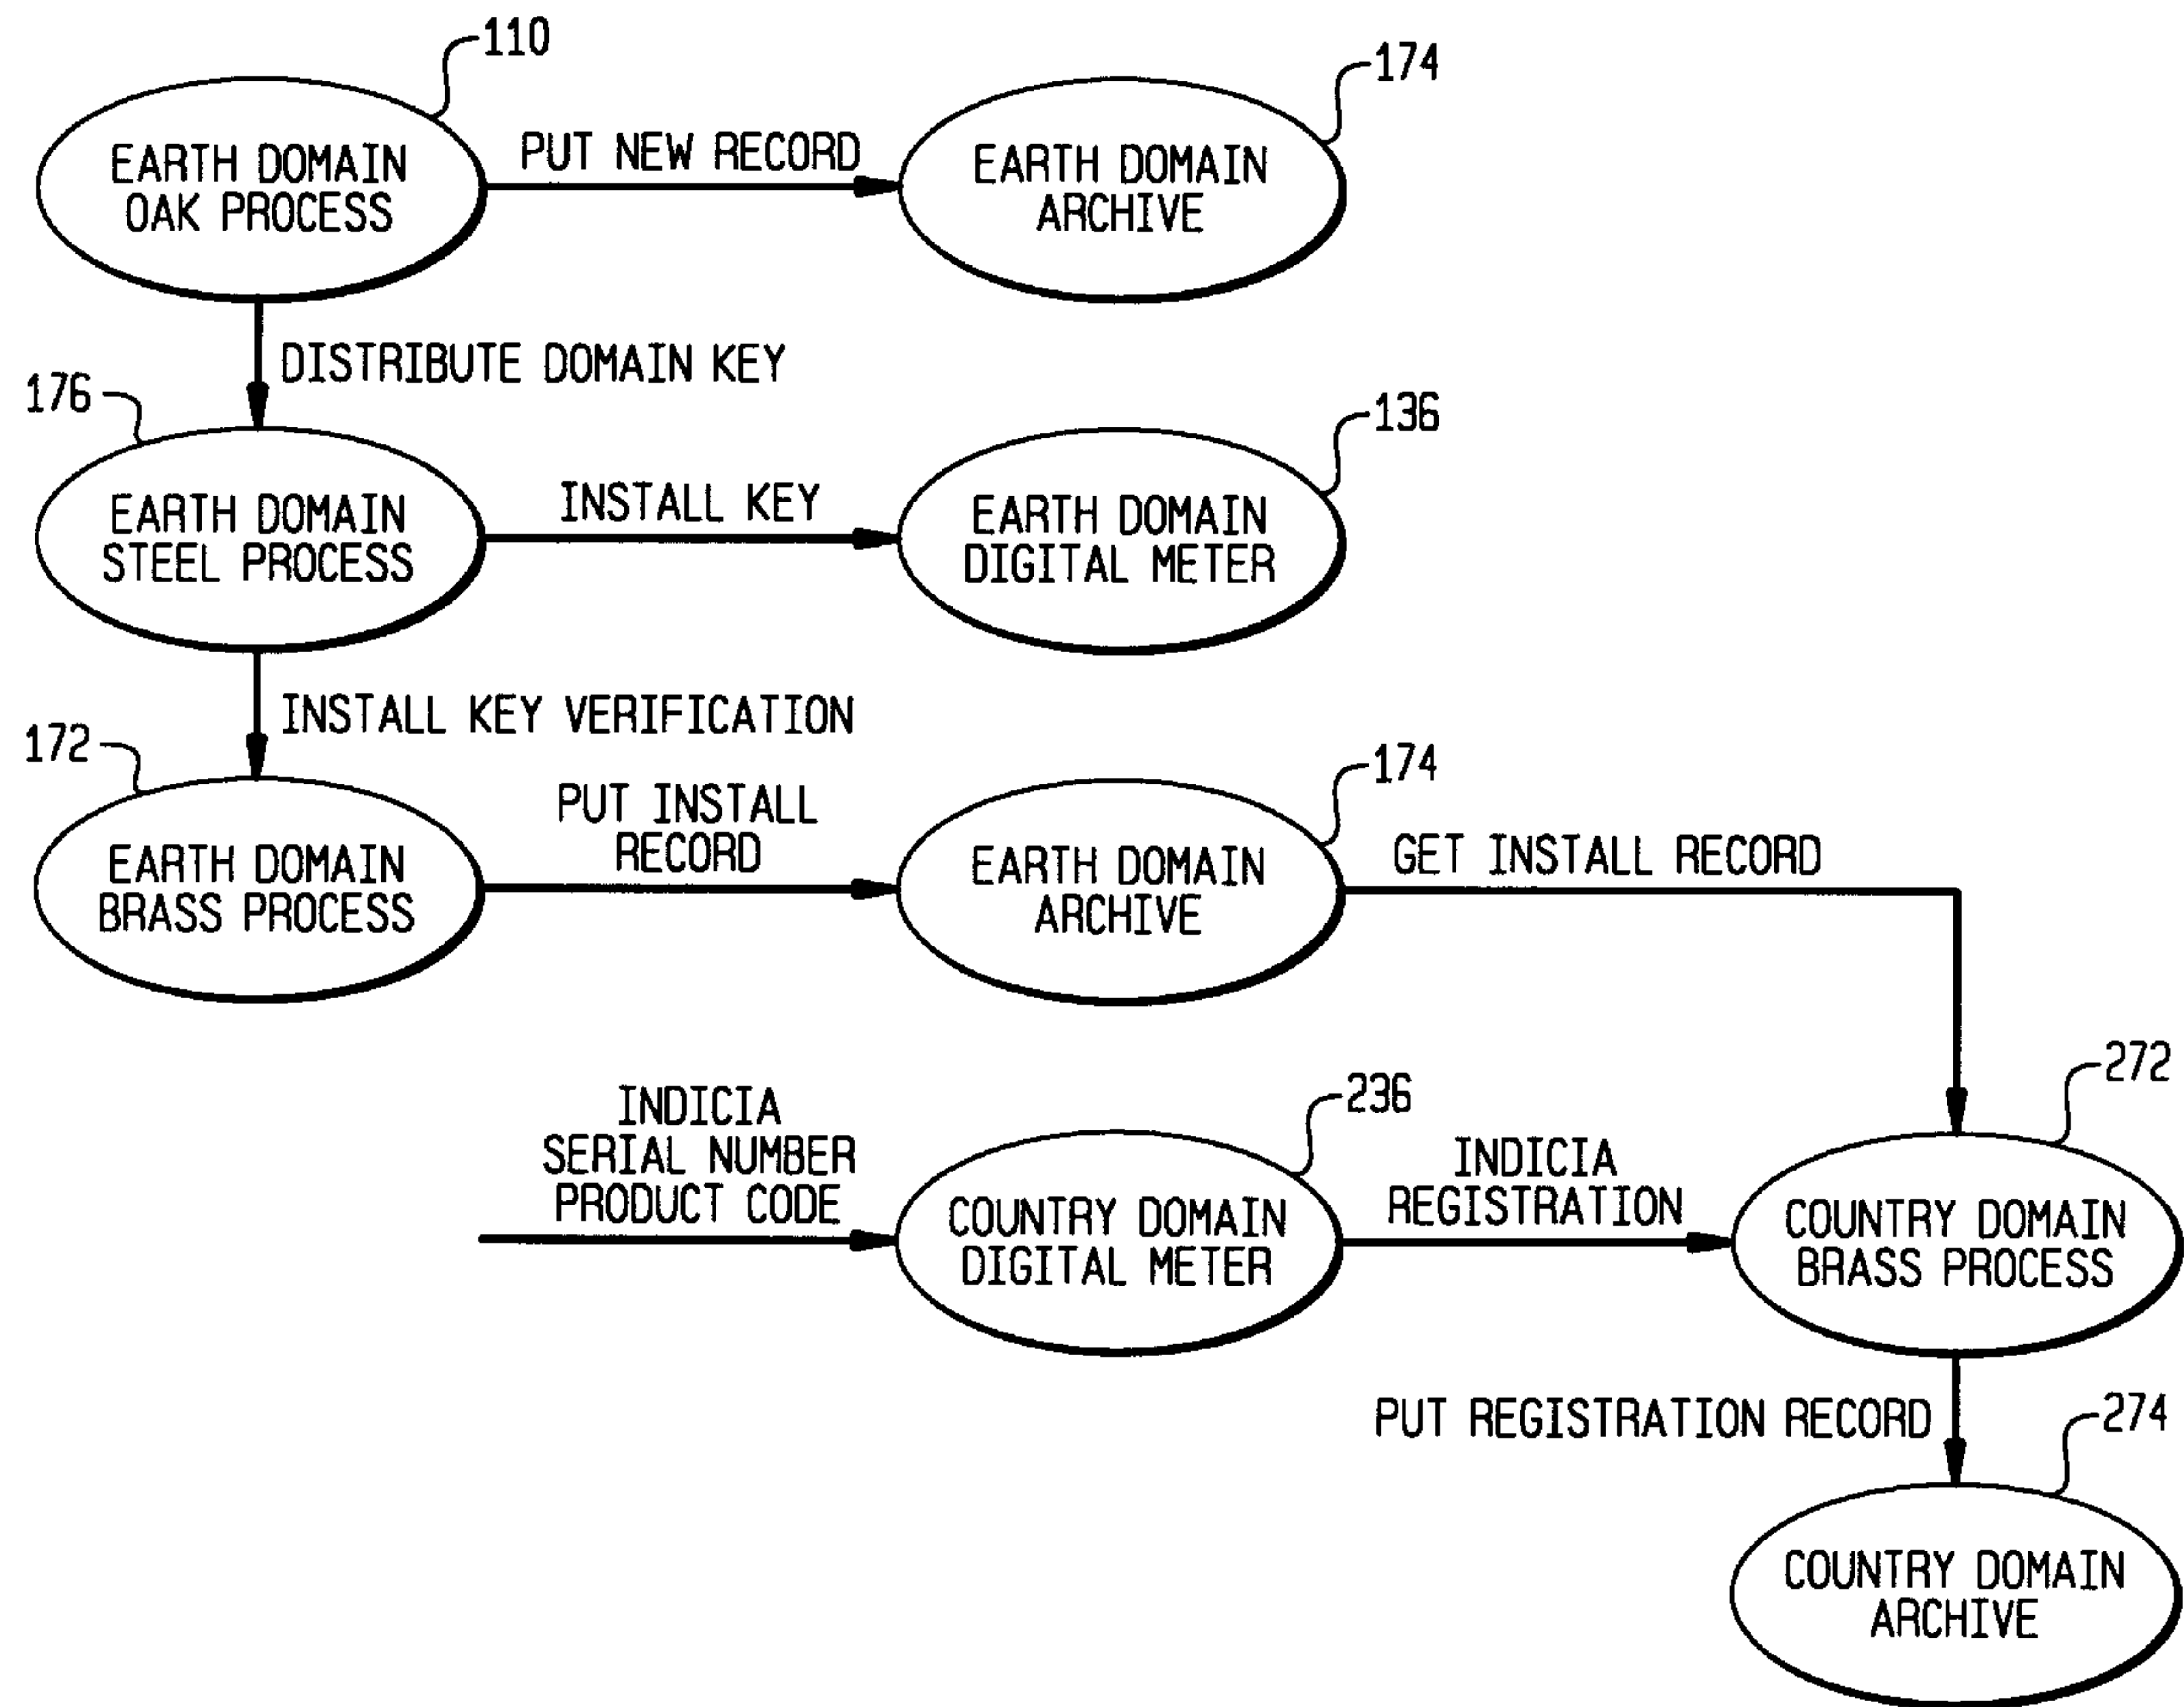 110
174
EARTH DOMAIN
OAK PROCESS
PUT NEW RECORD
EARTH DOMAIN
ARCHIVE
DISTRIBUTE DOMAIN KEY
176
136
EARTH DOMAIN
STEEL PROCESS
INSTALL KEY
EARTH DOMAIN
DIGITAL METER
INSTALL KEY VERIFICATION
172
174
EARTH DOMAIN
BRASS PROCESS
PUT INSTALL
RECORD
EARTH DOMAIN
ARCHIVE
GET INSTALL RECORD
272
236
INDICIA
SERIAL NUMBER
PRODUCT CODE
COUNTRY DOMAIN
DIGITAL METER
INDICIA
REGISTRATION
COUNTRY DOMAIN
BRASS PROCESS
PUT REGISTRATION RECORD
274
COUNTRY DOMAIN
ARCHIVE